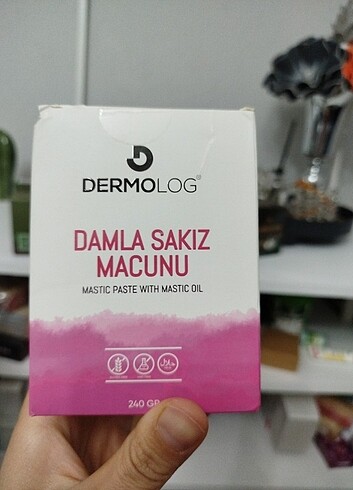 DERMOLOG®
DAMLA SAKIZ
MACUNU
MASTIC PASTE WITH MASTIC OIL
240 GR